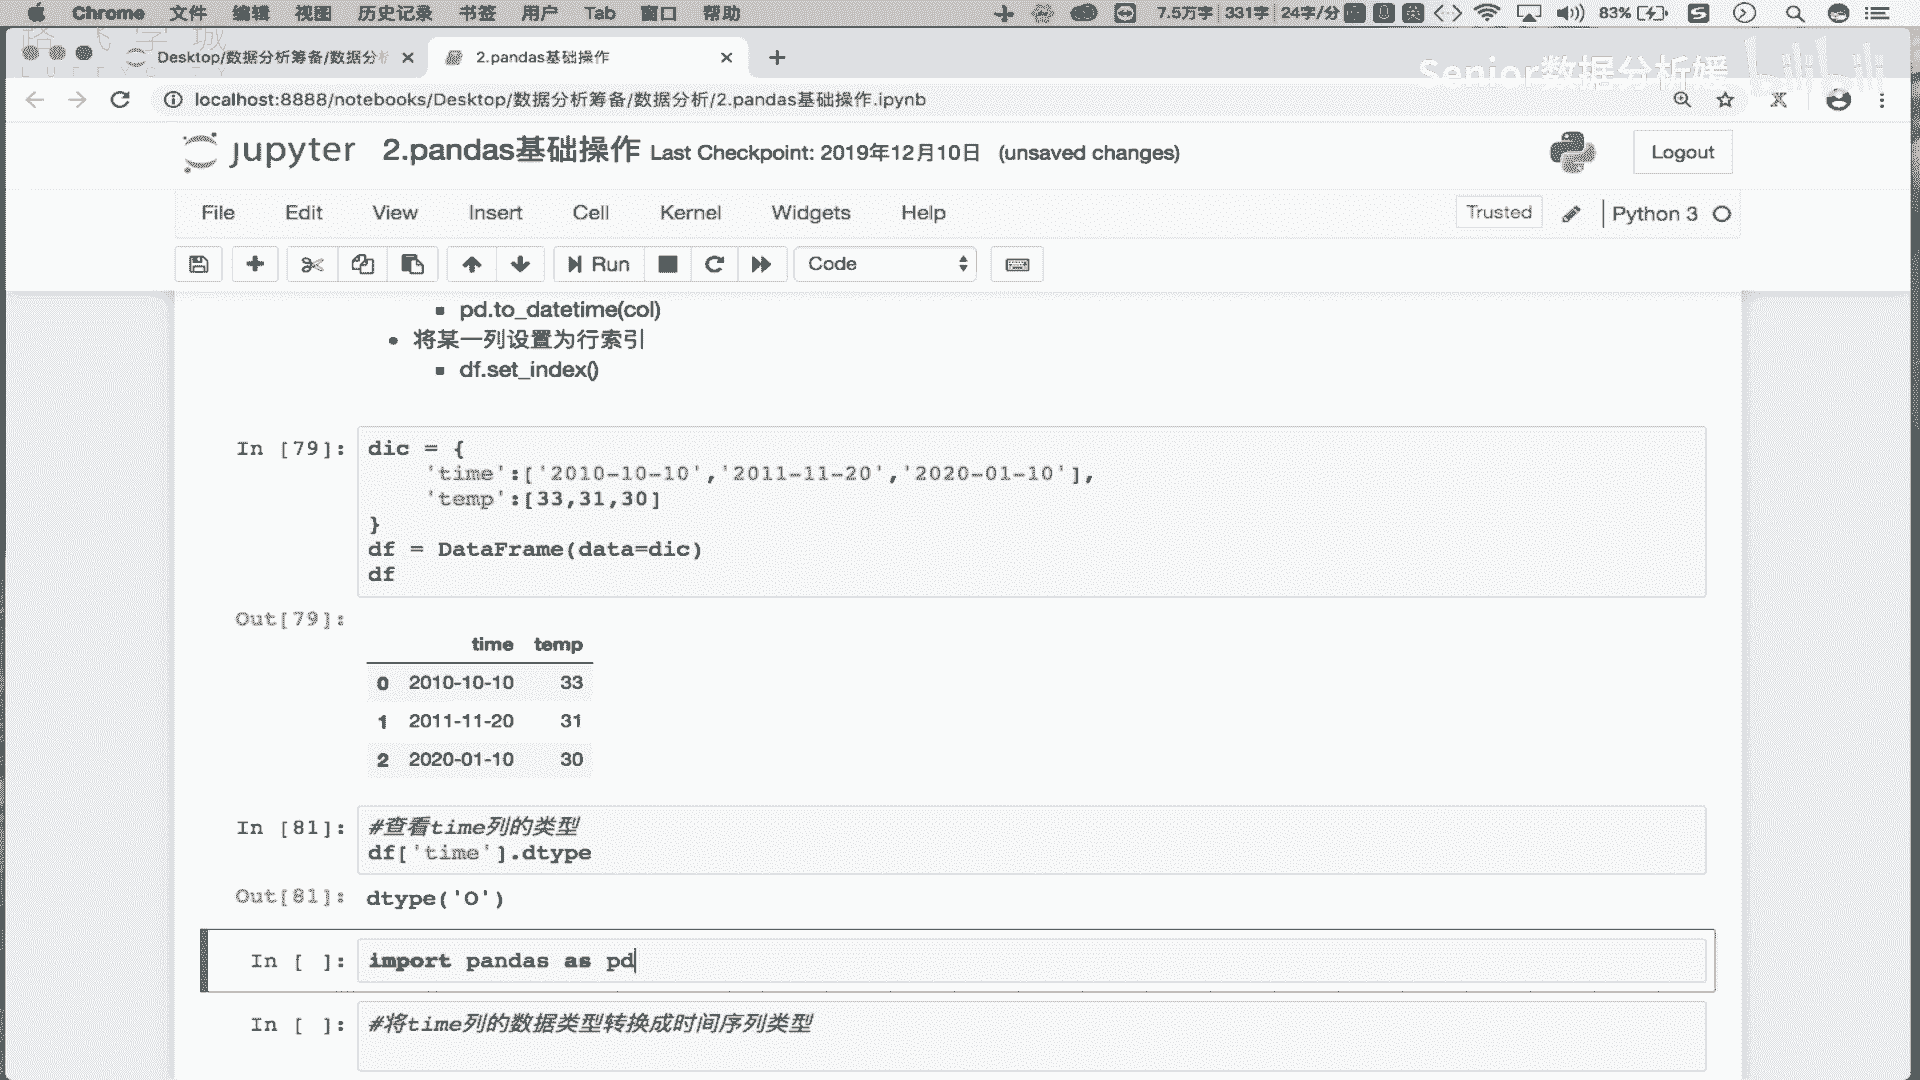 Chrome 文件 编辑 视图 历史记录 书签 用户 Tab 窗口 帮助 7.5万字 331字 24字/分 英 83%
路飞学城
Desktop/数据分析筹备/数据分析 2.pandas基础操作
Senior数据分析媛 bilibili
localhost:8888/notebooks/Desktop/数据分析筹备/数据分析/2.pandas基础操作.ipynb
jupyter 2.pandas基础操作 Last Checkpoint: 2019年12月10日 (unsaved changes) Logout
File Edit View Insert Cell Kernel Widgets Help Trusted Python 3
Run Code
pd.to_datetime(col)
将某一列设置为行索引
df.set_index()
In [79]: dic = {
'time':['2010-10-10','2011-11-20','2020-01-10'],
'temp':[33,31,30]
}
df = DataFrame(data=dic)
df
Out[79]:
time temp
0 2010-10-10 33
1 2011-11-20 31
2 2020-01-10 30
In [81]: #查看time列的类型
df['time'].dtype
Out[81]: dtype('O')
In [ ]: import pandas as pd
In [ ]: #将time列的数据类型转换成时间序列类型